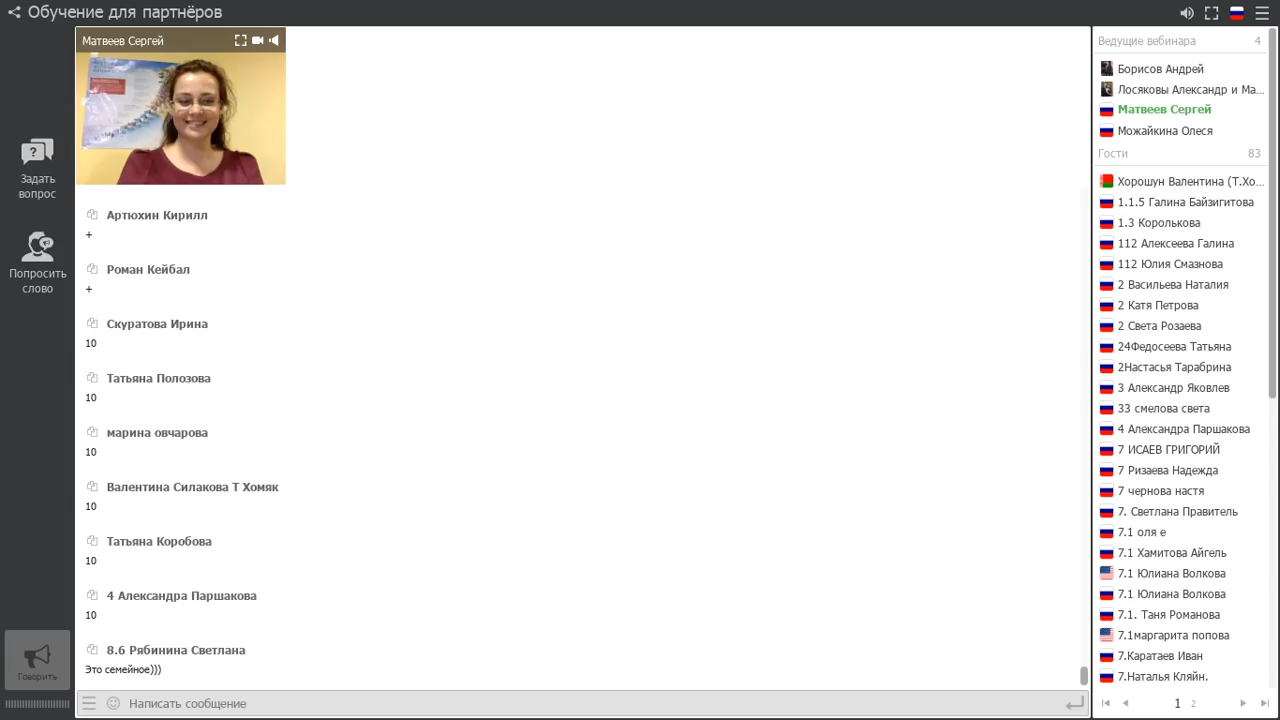 Обучение для партнёров
Матвеев Сергей
Задать
вопрос
Попросить
слово
Говорить
Артюхин Кирилл
+
Роман Кейбал
+
Скуратова Ирина
10
Татьяна Полозова
10
марина овчарова
10
Валентина Силакова Т Хомяк
10
Татьяна Коробова
10
4 Александра Паршакова
10
8.6 Рябинина Светлана
Это семейное)))
Написать сообщение
Ведущие вебинара 4
Борисов Андрей
Лосяковы Александр и Ма...
Матвеев Сергей
Можайкина Олеся
Гости 83
Хорошун Валентина (Т.Хо...
1.1.5 Галина Байзигитова
1.3 Королькова
112 Алексеева Галина
112 Юлия Смазнова
2 Васильева Наталия
2 Катя Петрова
2 Света Розаева
24Федосеева Татьяна
2Настасья Тарабрина
3 Александр Яковлев
33 смелова света
4 Александра Паршакова
7 ИСАЕВ ГРИГОРИЙ
7 Ризаева Надежда
7 чернова настя
7. Светлана Правитель
7.1 оля е
7.1 Хамитова Айгель
7.1 Юлиана Волкова
7.1 Юлиана Волкова
7.1. Таня Романова
7.1маргарита попова
7.Каратаев Иван
7.Наталья Кляйн.
1 2